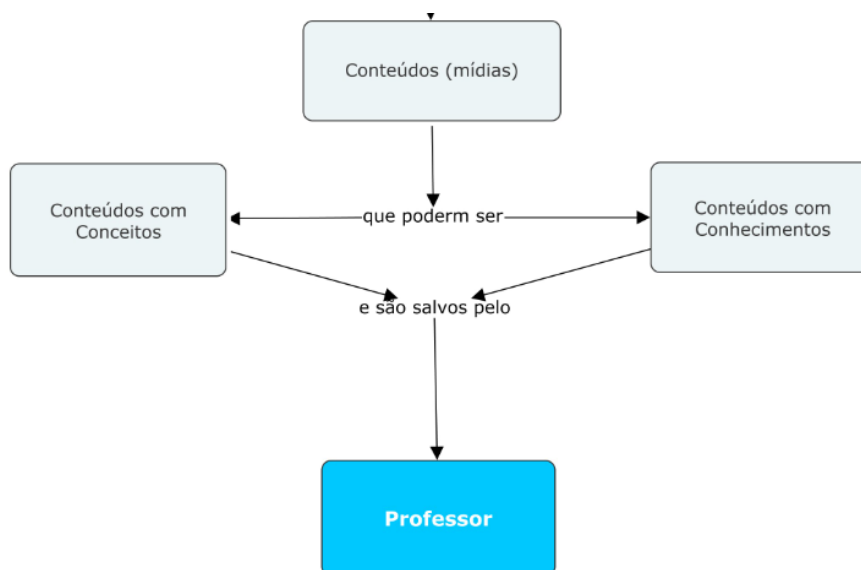 Conteúdos (mídias)
que poderm ser
Conteúdos com
Conceitos
Conteúdos com
Conhecimentos
e são salvos pelo
Professor